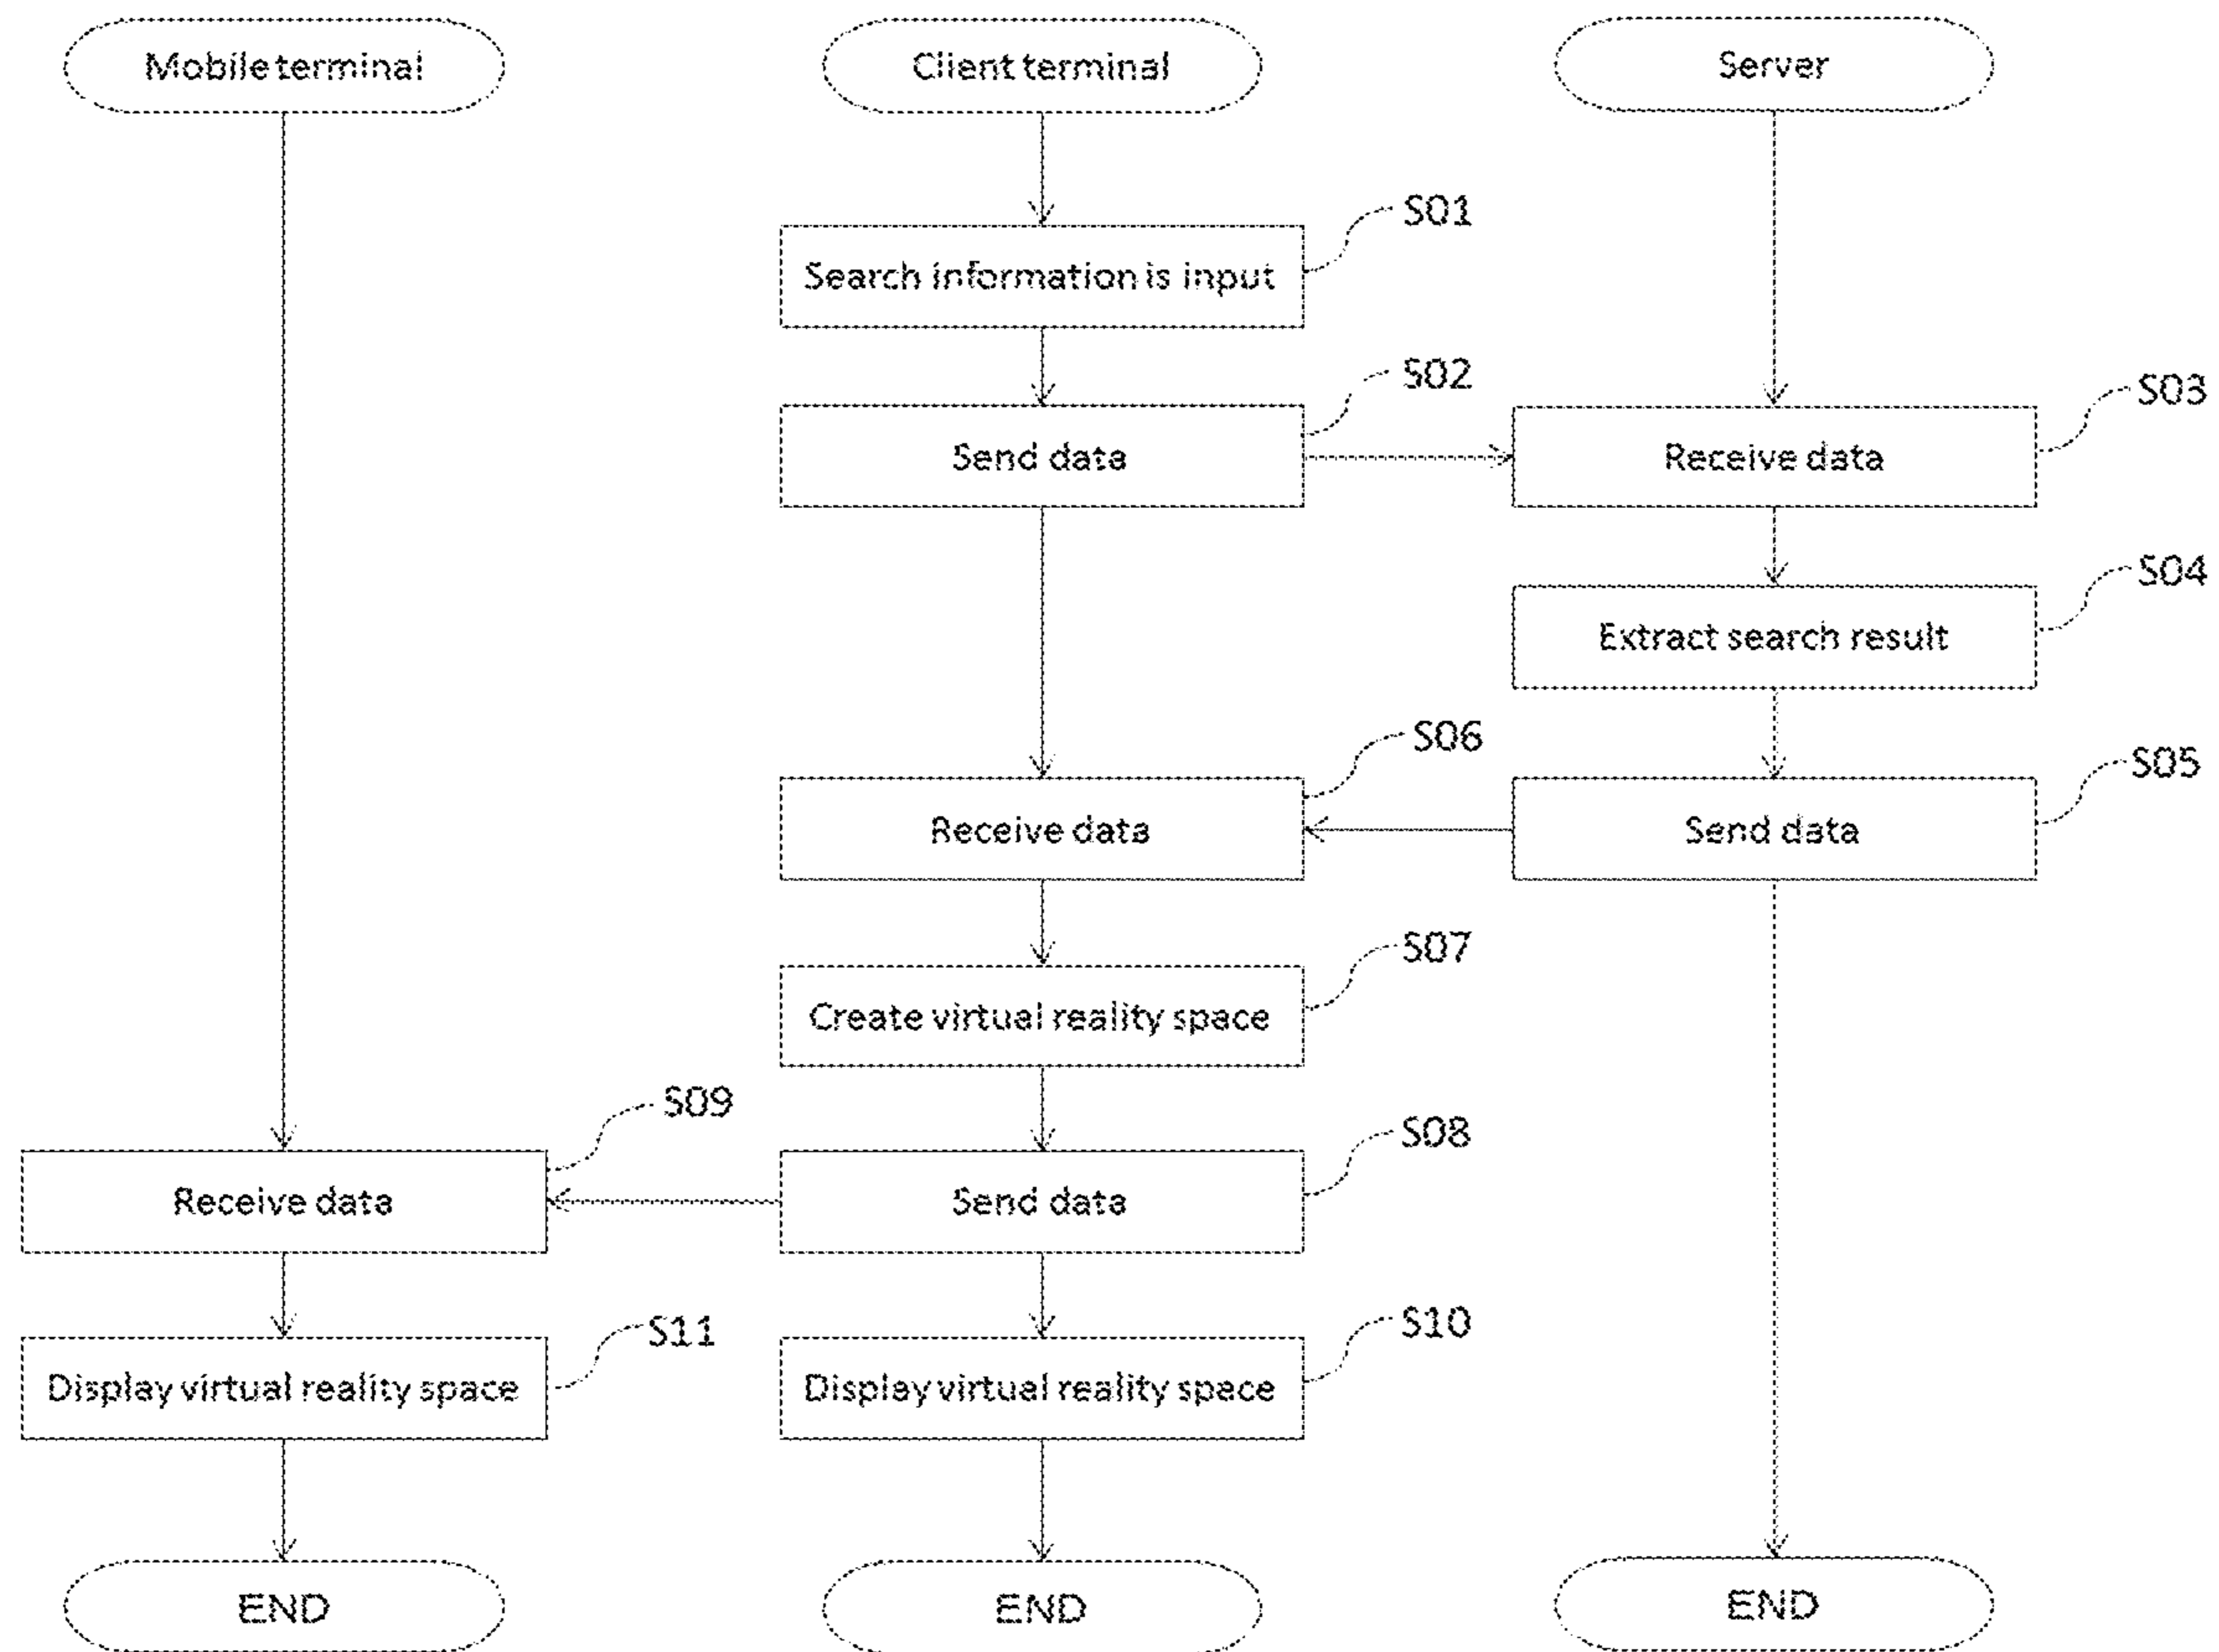 Mobile terminal
Client terminal
Server
S01
Search information is input
S02
Send data
S03
Receive data
S04
Extract search result
S06
Receive data
S05
Send data
S07
Create virtual reality space
S09
Receive data
S08
Send data
S11
Display virtual reality space
S10
Display virtual reality space
END
END
END